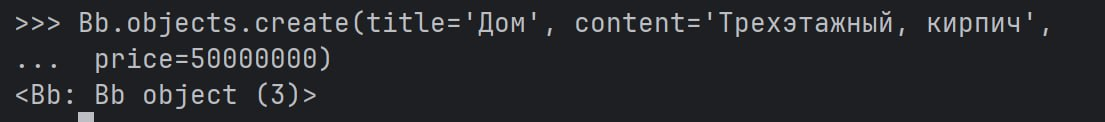 >>> Bb.objects.create(title='Дом', content='Трехэтажный, кирпич',
...  price=50000000)
<Bb: Bb object (3)>